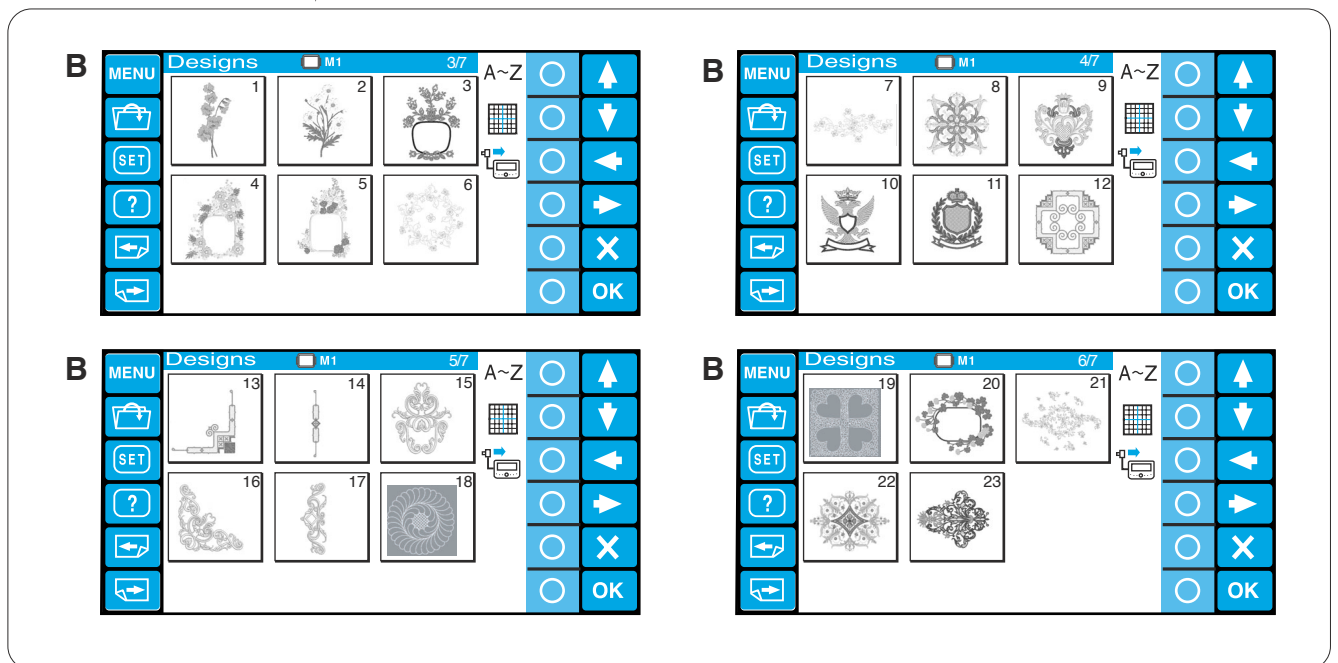 B
MENU
SET
?
OK
Designs M1 3/7
A~Z
1 2 3
4 5 6
B
MENU
SET
?
OK
Designs M1 4/7
A~Z
7 8 9
10 11 12
B
MENU
SET
?
OK
Designs M1 5/7
A~Z
13 14 15
16 17 18
B
MENU
SET
?
OK
Designs M1 6/7
A~Z
19 20 21
22 23